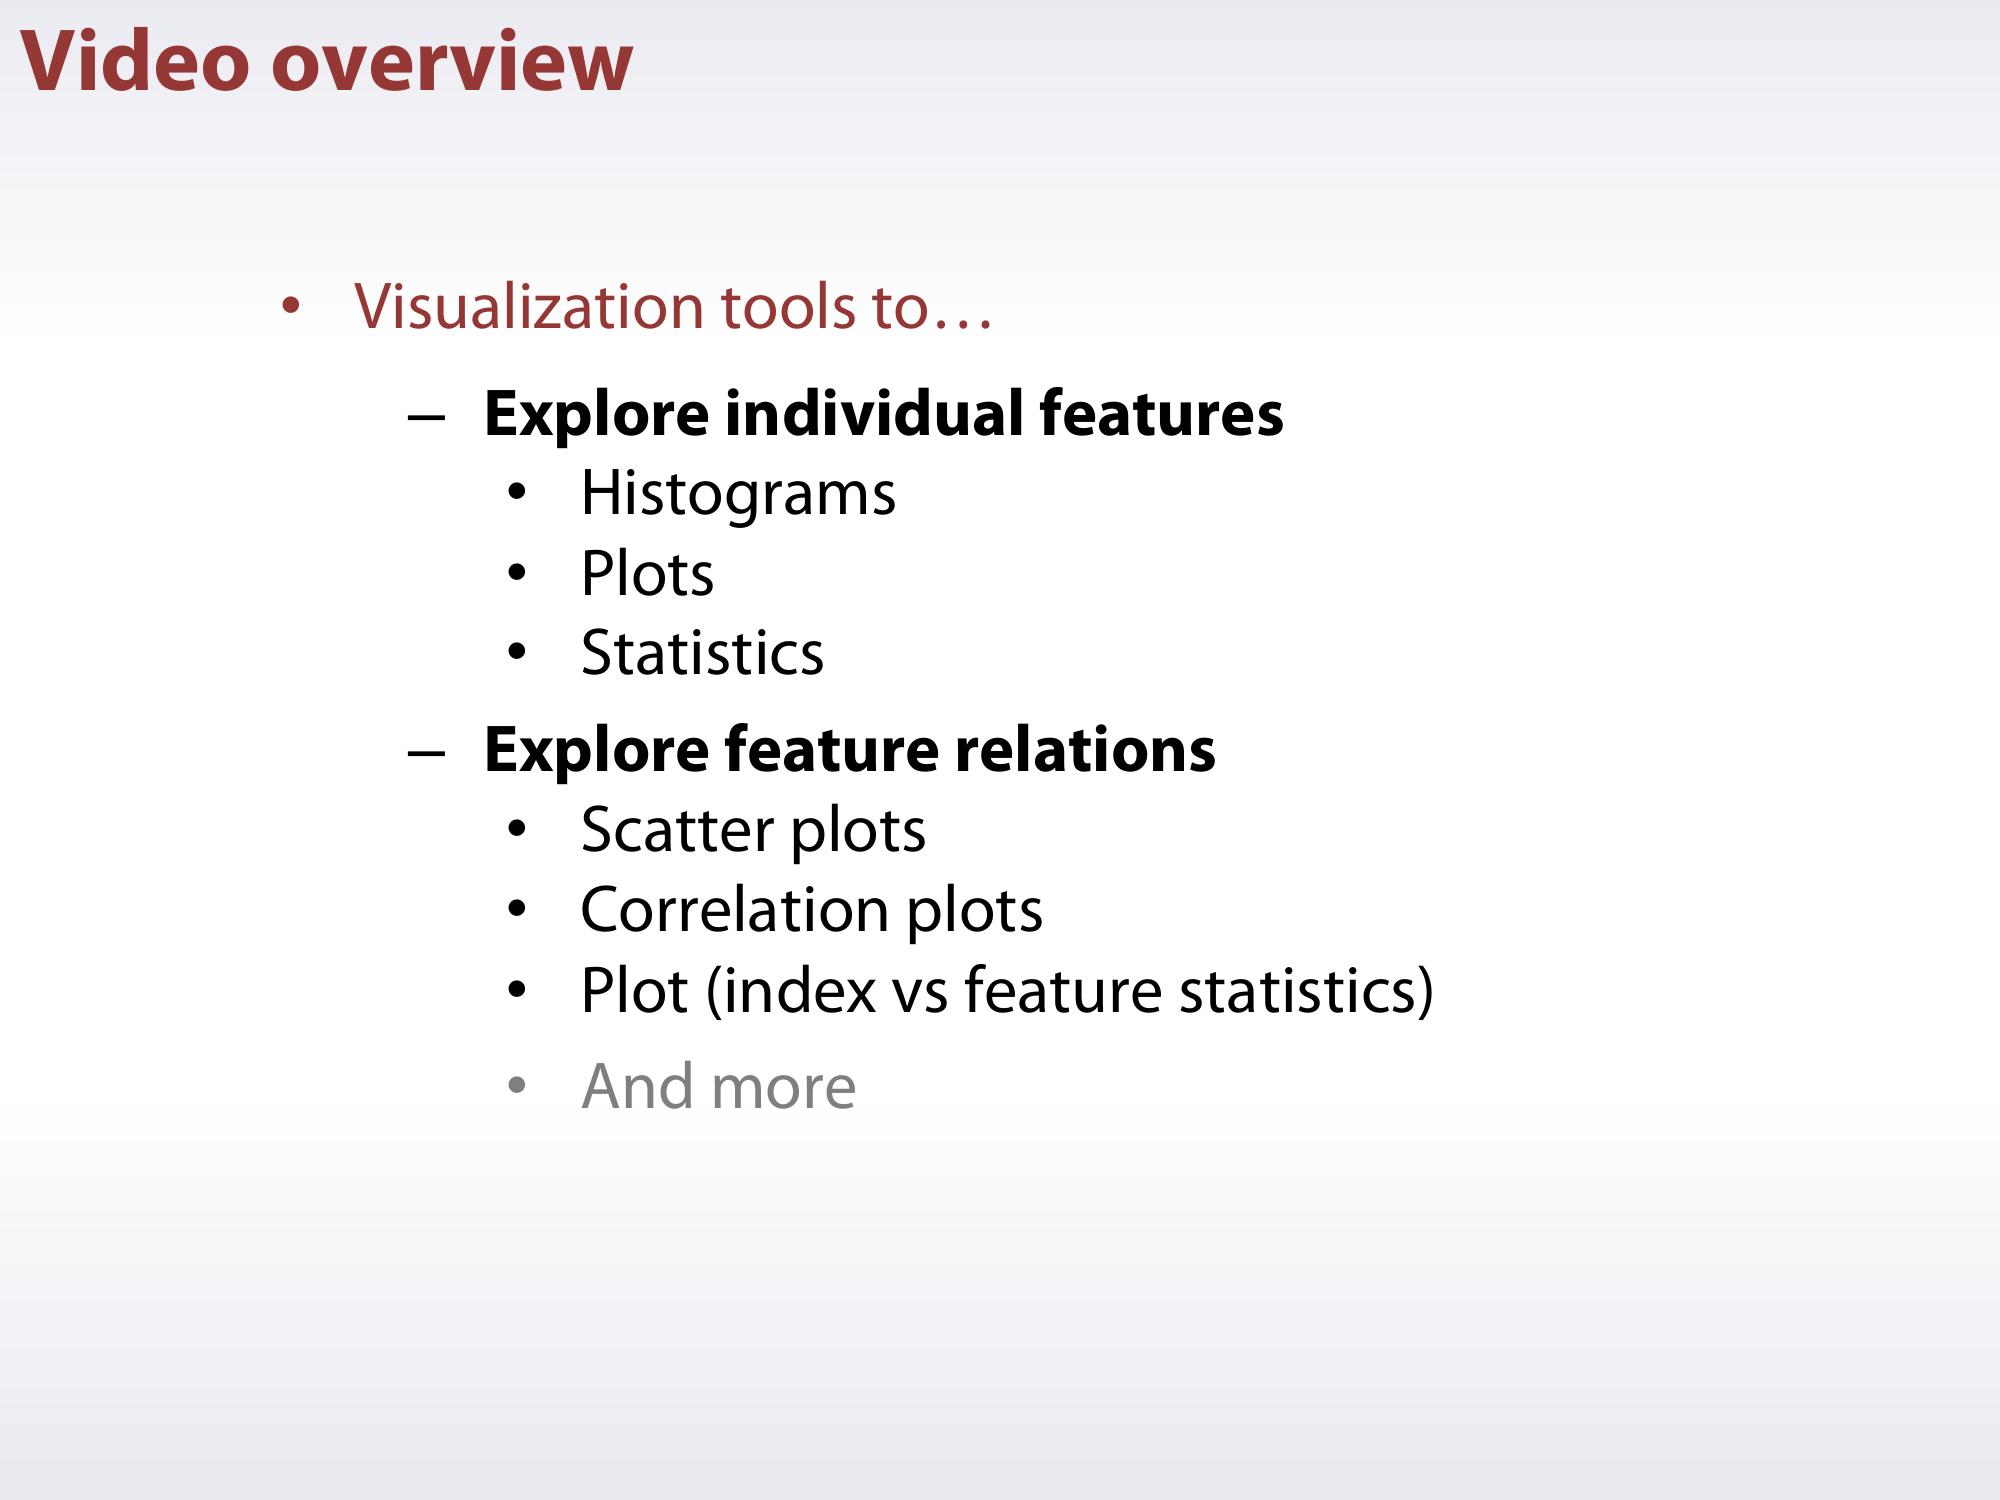 Video overview
• Visualization tools to…
– Explore individual features
• Histograms
• Plots
• Statistics
– Explore feature relations
• Scatter plots
• Correlation plots
• Plot (index vs feature statistics)
• And more